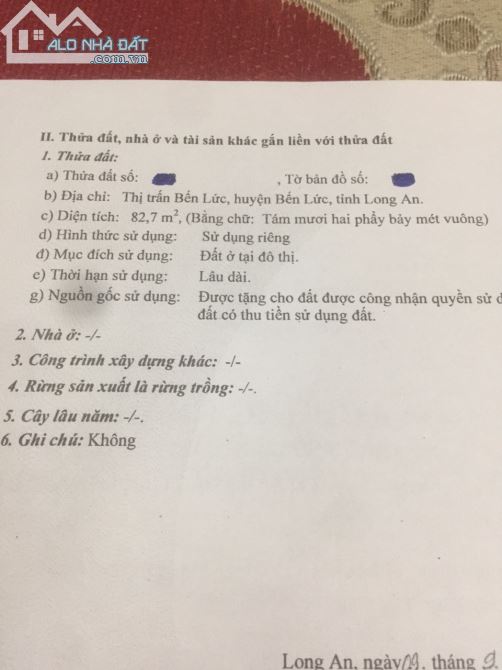 ALO NHÀ ĐẤT
.com.vn
II. Thửa đất, nhà ở và tài sản khác gắn liền với thửa đất
1. Thửa đất:
a) Thửa đất số: , Tờ bản đồ số:
b) Địa chỉ: Thị trấn Bến Lức, huyện Bến Lức, tỉnh Long An.
c) Diện tích: 82,7 m², (Bằng chữ: Tám mươi hai phẩy bảy mét vuông)
d) Hình thức sử dụng: Sử dụng riêng
đ) Mục đích sử dụng: Đất ở tại đô thị.
e) Thời hạn sử dụng: Lâu dài.
g) Nguồn gốc sử dụng: Được tặng cho đất được công nhận quyền sử d
đất có thu tiền sử dụng đất.
2. Nhà ở: -/-
3. Công trình xây dựng khác: -/-
4. Rừng sản xuất là rừng trồng: -/-.
5. Cây lâu năm: -/-.
6. Ghi chú: Không
Long An, ngày 09. tháng 9.